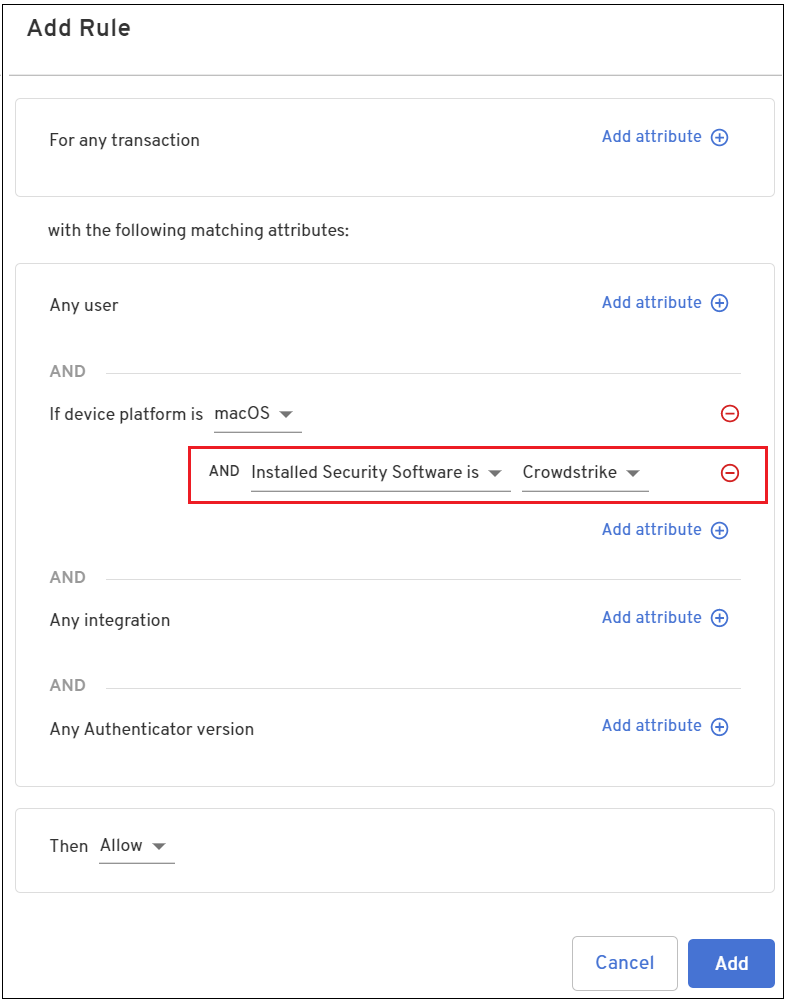 Add Rule
For any transaction Add attribute
with the following matching attributes:
Any user Add attribute
AND
If device platform is macOS
AND Installed Security Software is Crowdstrike
Add attribute
AND
Any integration Add attribute
AND
Any Authenticator version Add attribute
Then Allow
Cancel Add